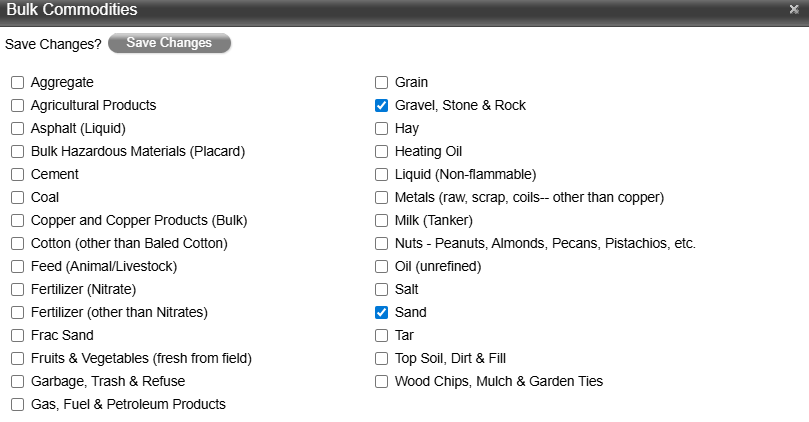 Bulk Commodities
Save Changes? Save Changes
Aggregate
Agricultural Products
Asphalt (Liquid)
Bulk Hazardous Materials (Placard)
Cement
Coal
Copper and Copper Products (Bulk)
Cotton (other than Baled Cotton)
Feed (Animal/Livestock)
Fertilizer (Nitrate)
Fertilizer (other than Nitrates)
Frac Sand
Fruits & Vegetables (fresh from field)
Garbage, Trash & Refuse
Gas, Fuel & Petroleum Products
Grain
Gravel, Stone & Rock
Hay
Heating Oil
Liquid (Non-flammable)
Metals (raw, scrap, coils-- other than copper)
Milk (Tanker)
Nuts - Peanuts, Almonds, Pecans, Pistachios, etc.
Oil (unrefined)
Salt
Sand
Tar
Top Soil, Dirt & Fill
Wood Chips, Mulch & Garden Ties